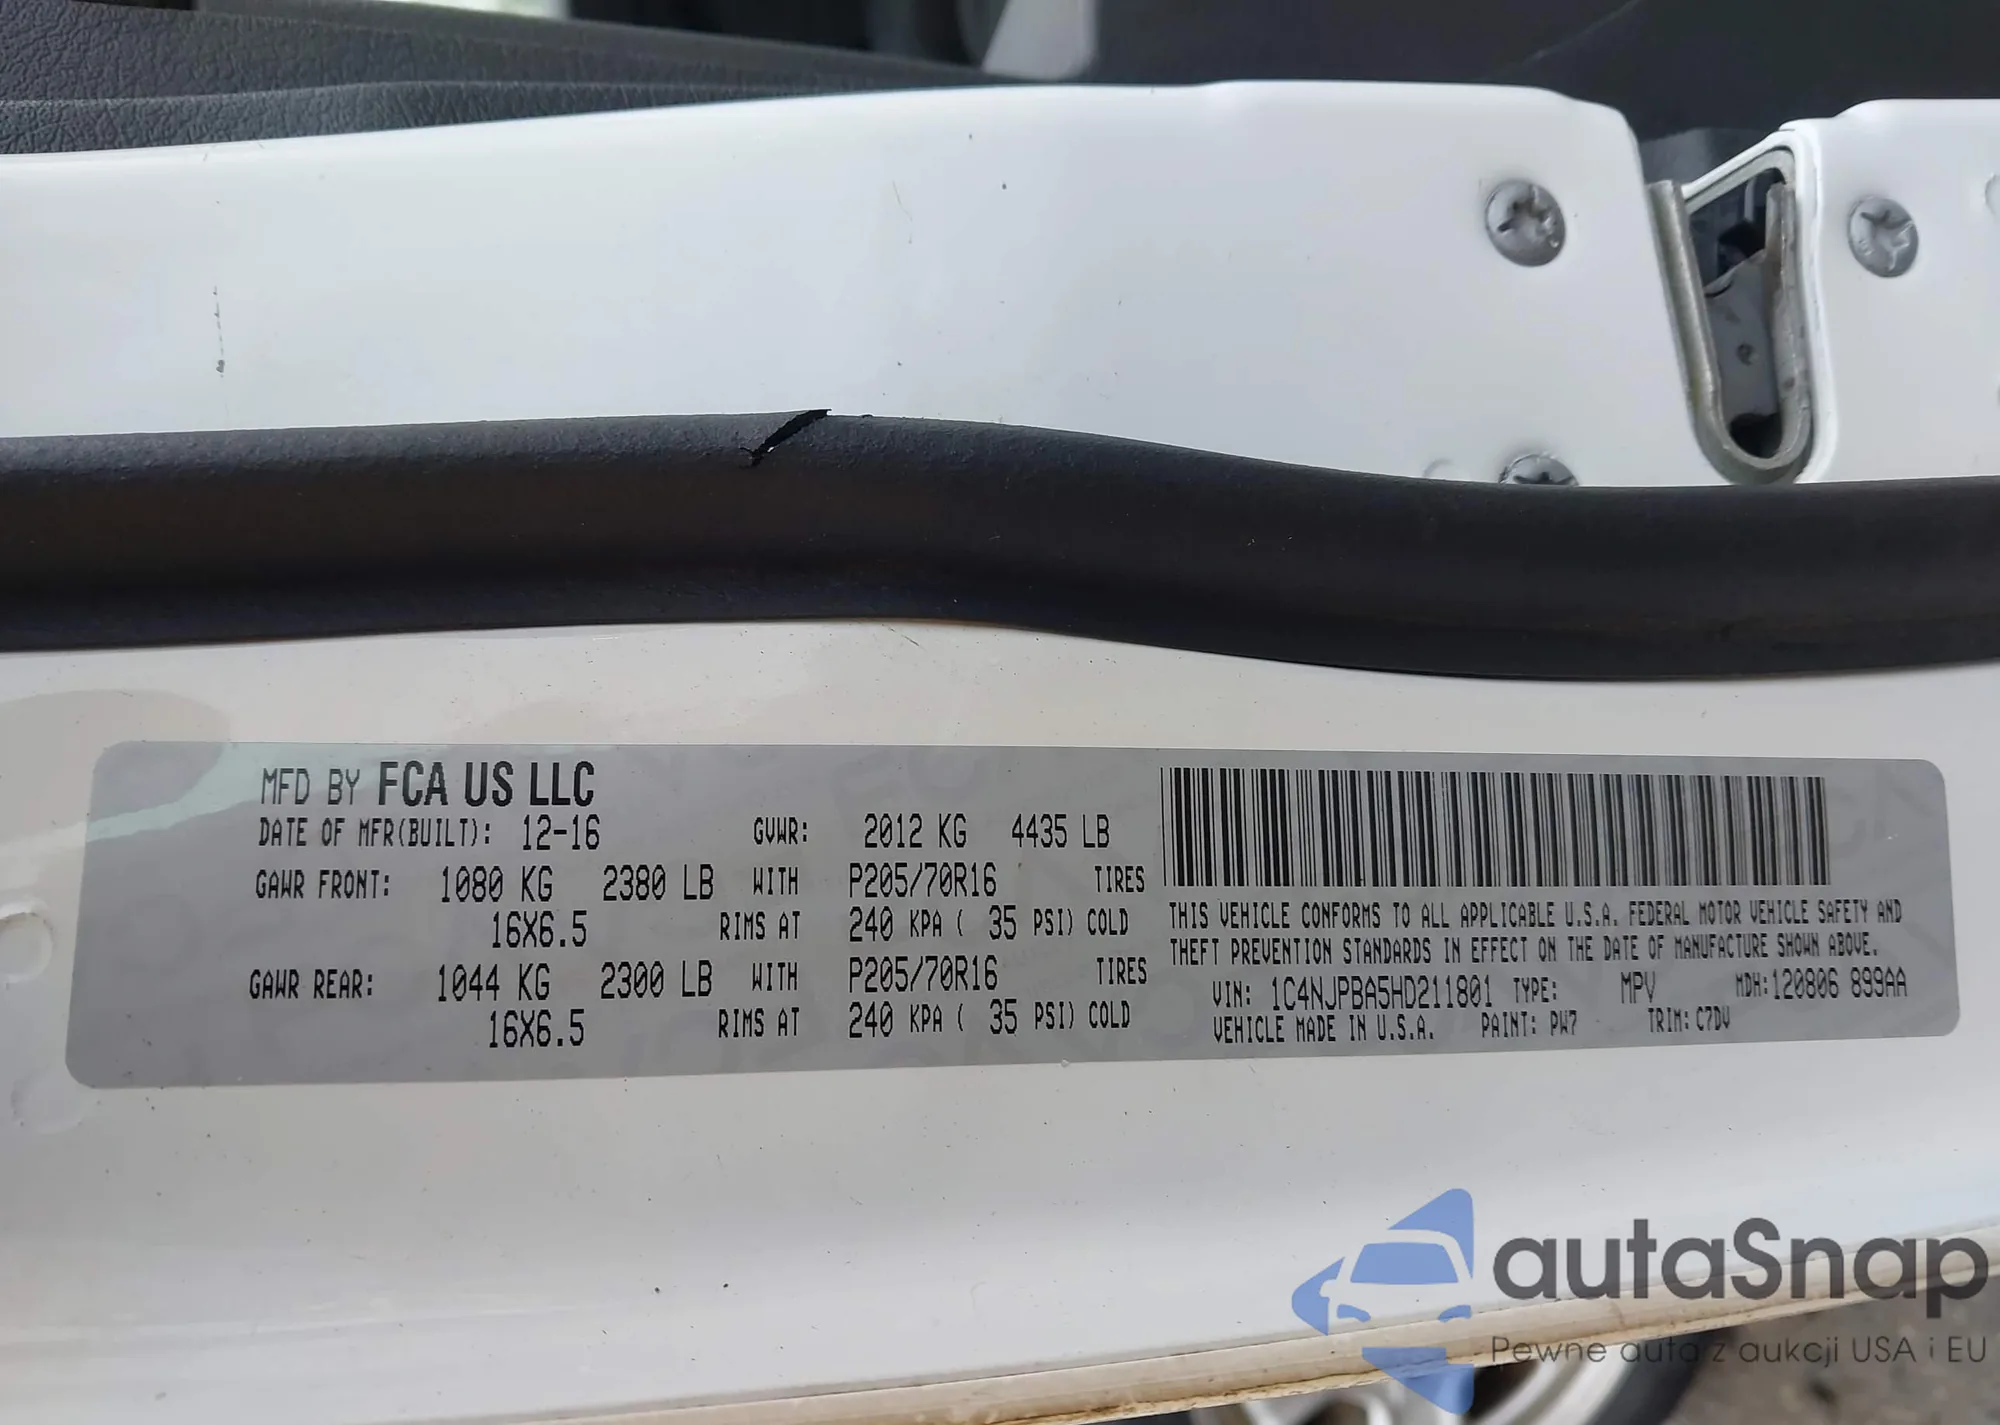 MFD BY FCA US LLC
DATE OF MFR(BUILT): 12-16 GVWR: 2012 KG 4435 LB
GAWR FRONT: 1080 KG 2380 LB WITH P205/70R16 TIRES
16X6.5 RIMS AT 240 KPA ( 35 PSI) COLD
GAWR REAR: 1044 KG 2300 LB WITH P205/70R16 TIRES
16X6.5 RIMS AT 240 KPA ( 35 PSI) COLD
THIS VEHICLE CONFORMS TO ALL APPLICABLE U.S.A. FEDERAL MOTOR VEHICLE SAFETY AND
THEFT PREVENTION STANDARDS IN EFFECT ON THE DATE OF MANUFACTURE SHOWN ABOVE.
VIN: 1C4NJPBA5HD211801 TYPE: MPV MDH:120806 899AA
VEHICLE MADE IN U.S.A. PAINT: PW7 TRIM: C7DV
autaSnap
Pewne auta z aukcji USA i EU